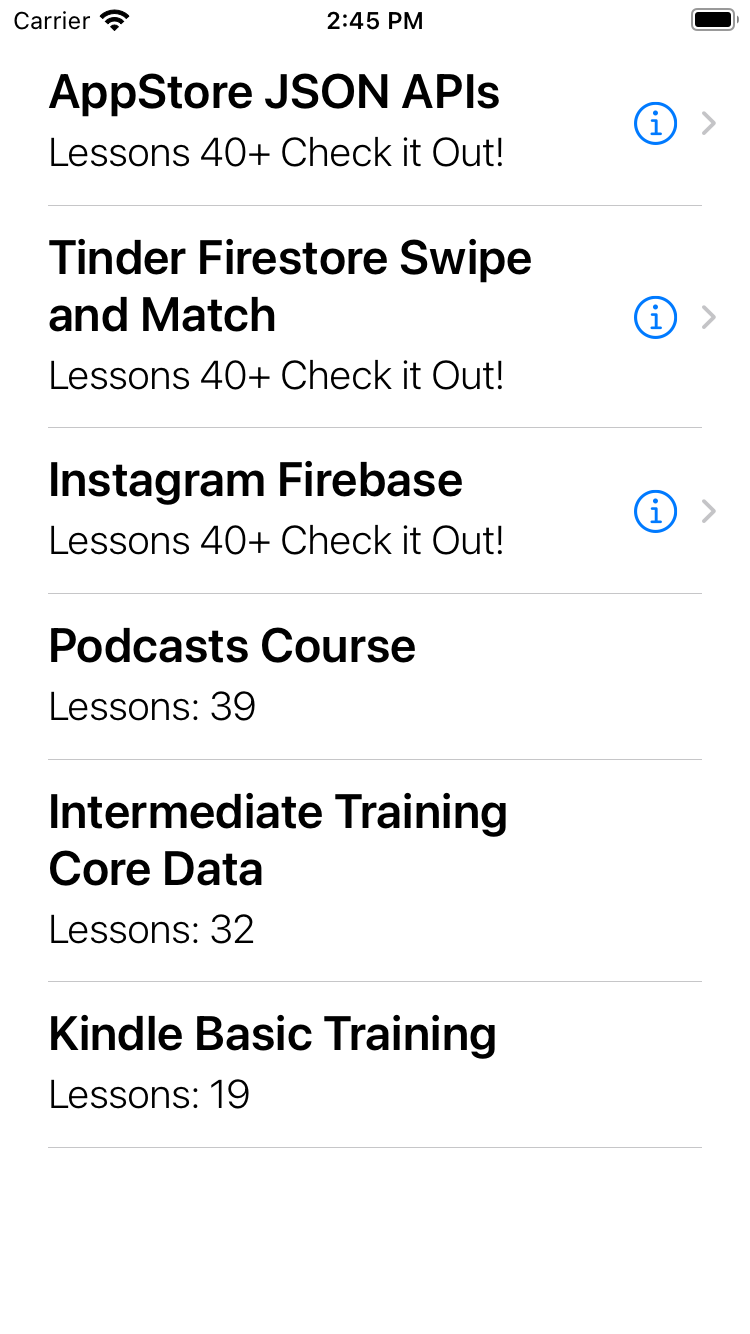 Carrier 2:45 PM
AppStore JSON APIs
Lessons 40+ Check it Out!
Tinder Firestore Swipe
and Match
Lessons 40+ Check it Out!
Instagram Firebase
Lessons 40+ Check it Out!
Podcasts Course
Lessons: 39
Intermediate Training
Core Data
Lessons: 32
Kindle Basic Training
Lessons: 19